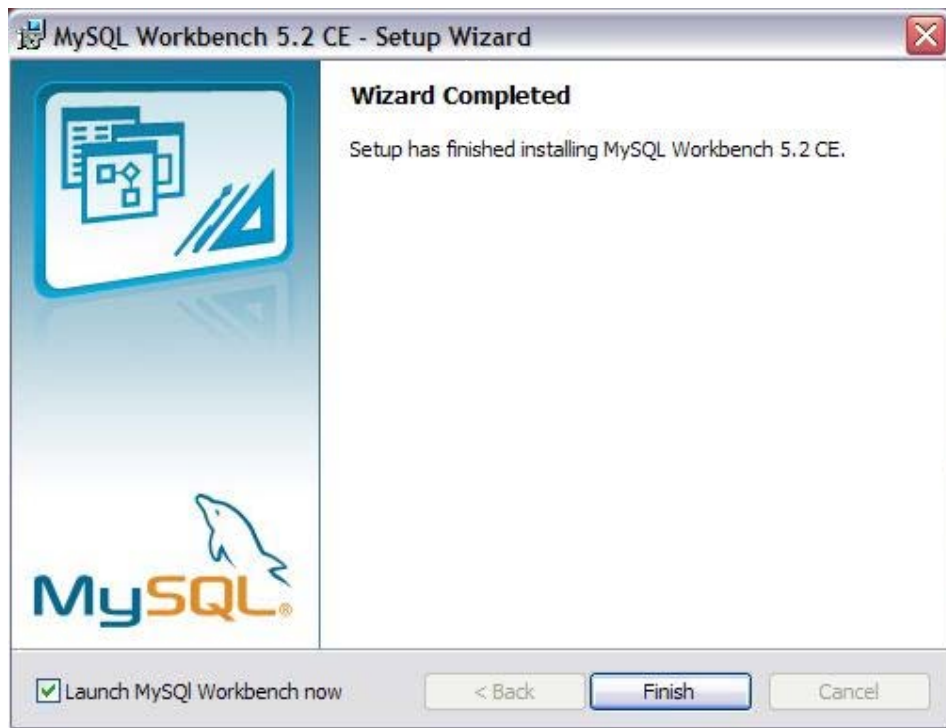 MySQL Workbench 5.2 CE - Setup Wizard
Wizard Completed
Setup has finished installing MySQL Workbench 5.2 CE.
MySQL®
Launch MySQl Workbench now
< Back
Finish
Cancel